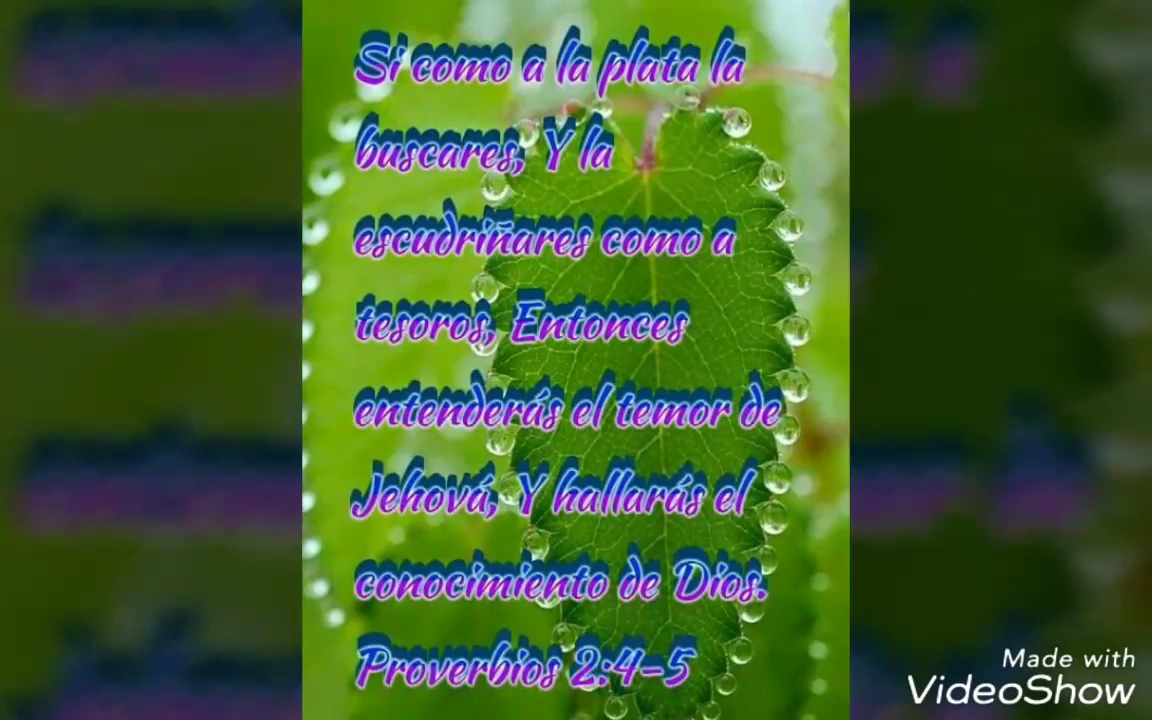 Si como a la plata la
buscares, Y la
escudriñares como a
tesoros, Entonces
entenderás el temor de
Jehová, Y hallarás el
conocimiento de Dios.
Proverbios 2:4-5
Made with
VideoShow